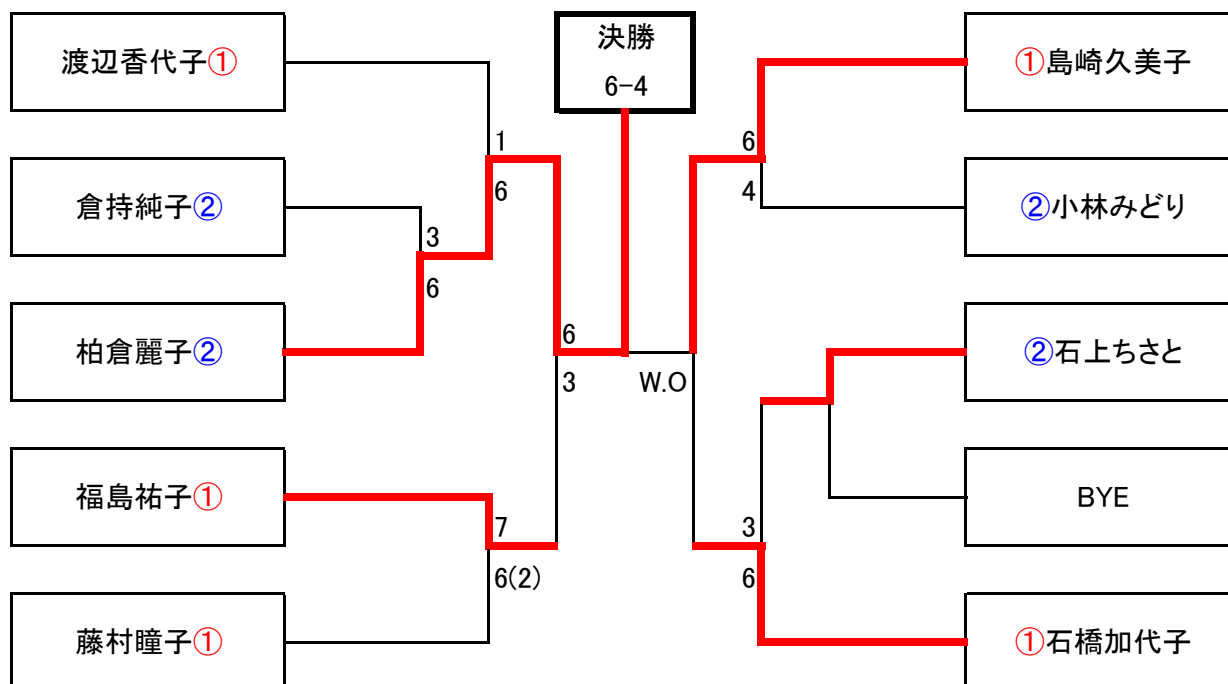 渡辺香代子①
倉持純子②
柏倉麗子②
福島祐子①
藤村瞳子①
3
6
1
6
7
6(2)
6
3
決勝
6-4
W.O
6
4
3
6
①島崎久美子
②小林みどり
②石上ちさと
BYE
①石橋加代子